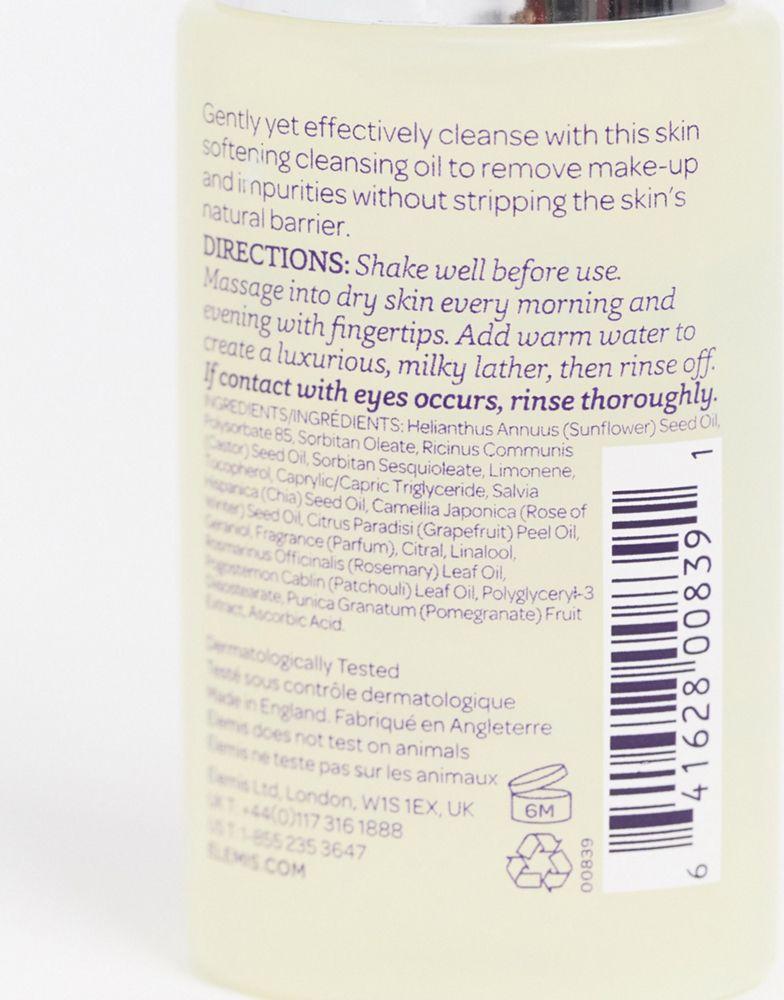 Gently yet effectively cleanse with this skin
softening cleansing oil to remove make-up
and impurities without stripping the skin's
natural barrier.
DIRECTIONS: Shake well before use.
Massage into dry skin every morning and
evening with fingertips. Add warm water to
create a luxurious, milky lather, then rinse off.
If contact with eyes occurs, rinse thoroughly.
INGREDIENTS/INGRÉDIENTS: Helianthus Annuus (Sunflower) Seed Oil,
Polysorbate 85, Sorbitan Oleate, Ricinus Communis
(Castor) Seed Oil, Sorbitan Sesquioleate, Limonene,
Tocopherol, Caprylic/Capric Triglyceride, Salvia
Hispanica (Chia) Seed Oil, Camellia Japonica (Rose of
Winter) Seed Oil, Citrus Paradisi (Grapefruit) Peel Oil,
Geraniol, Fragrance (Parfum), Citral, Linalool,
Rosmarinus Officinalis (Rosemary) Leaf Oil,
Pogostemon Cablin (Patchouli) Leaf Oil, Polyglyceryl-3
Diisostearate, Punica Granatum (Pomegranate) Fruit
Extract, Ascorbic Acid.
Dermatologically Tested
Testé sous contrôle dermatologique
Made in England. Fabriqué en Angleterre
Elemis does not test on animals
Elemis ne teste pas sur les animaux
Elemis Ltd, London, W1S 1EX, UK
UK T +44(0)117 316 1888
US T 1-855 235 3647
ELEMIS.COM
6M
00839
6 41628 00839 1